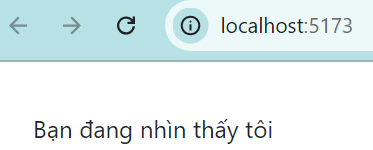 localhost:5173
Bạn đang nhìn thấy tôi